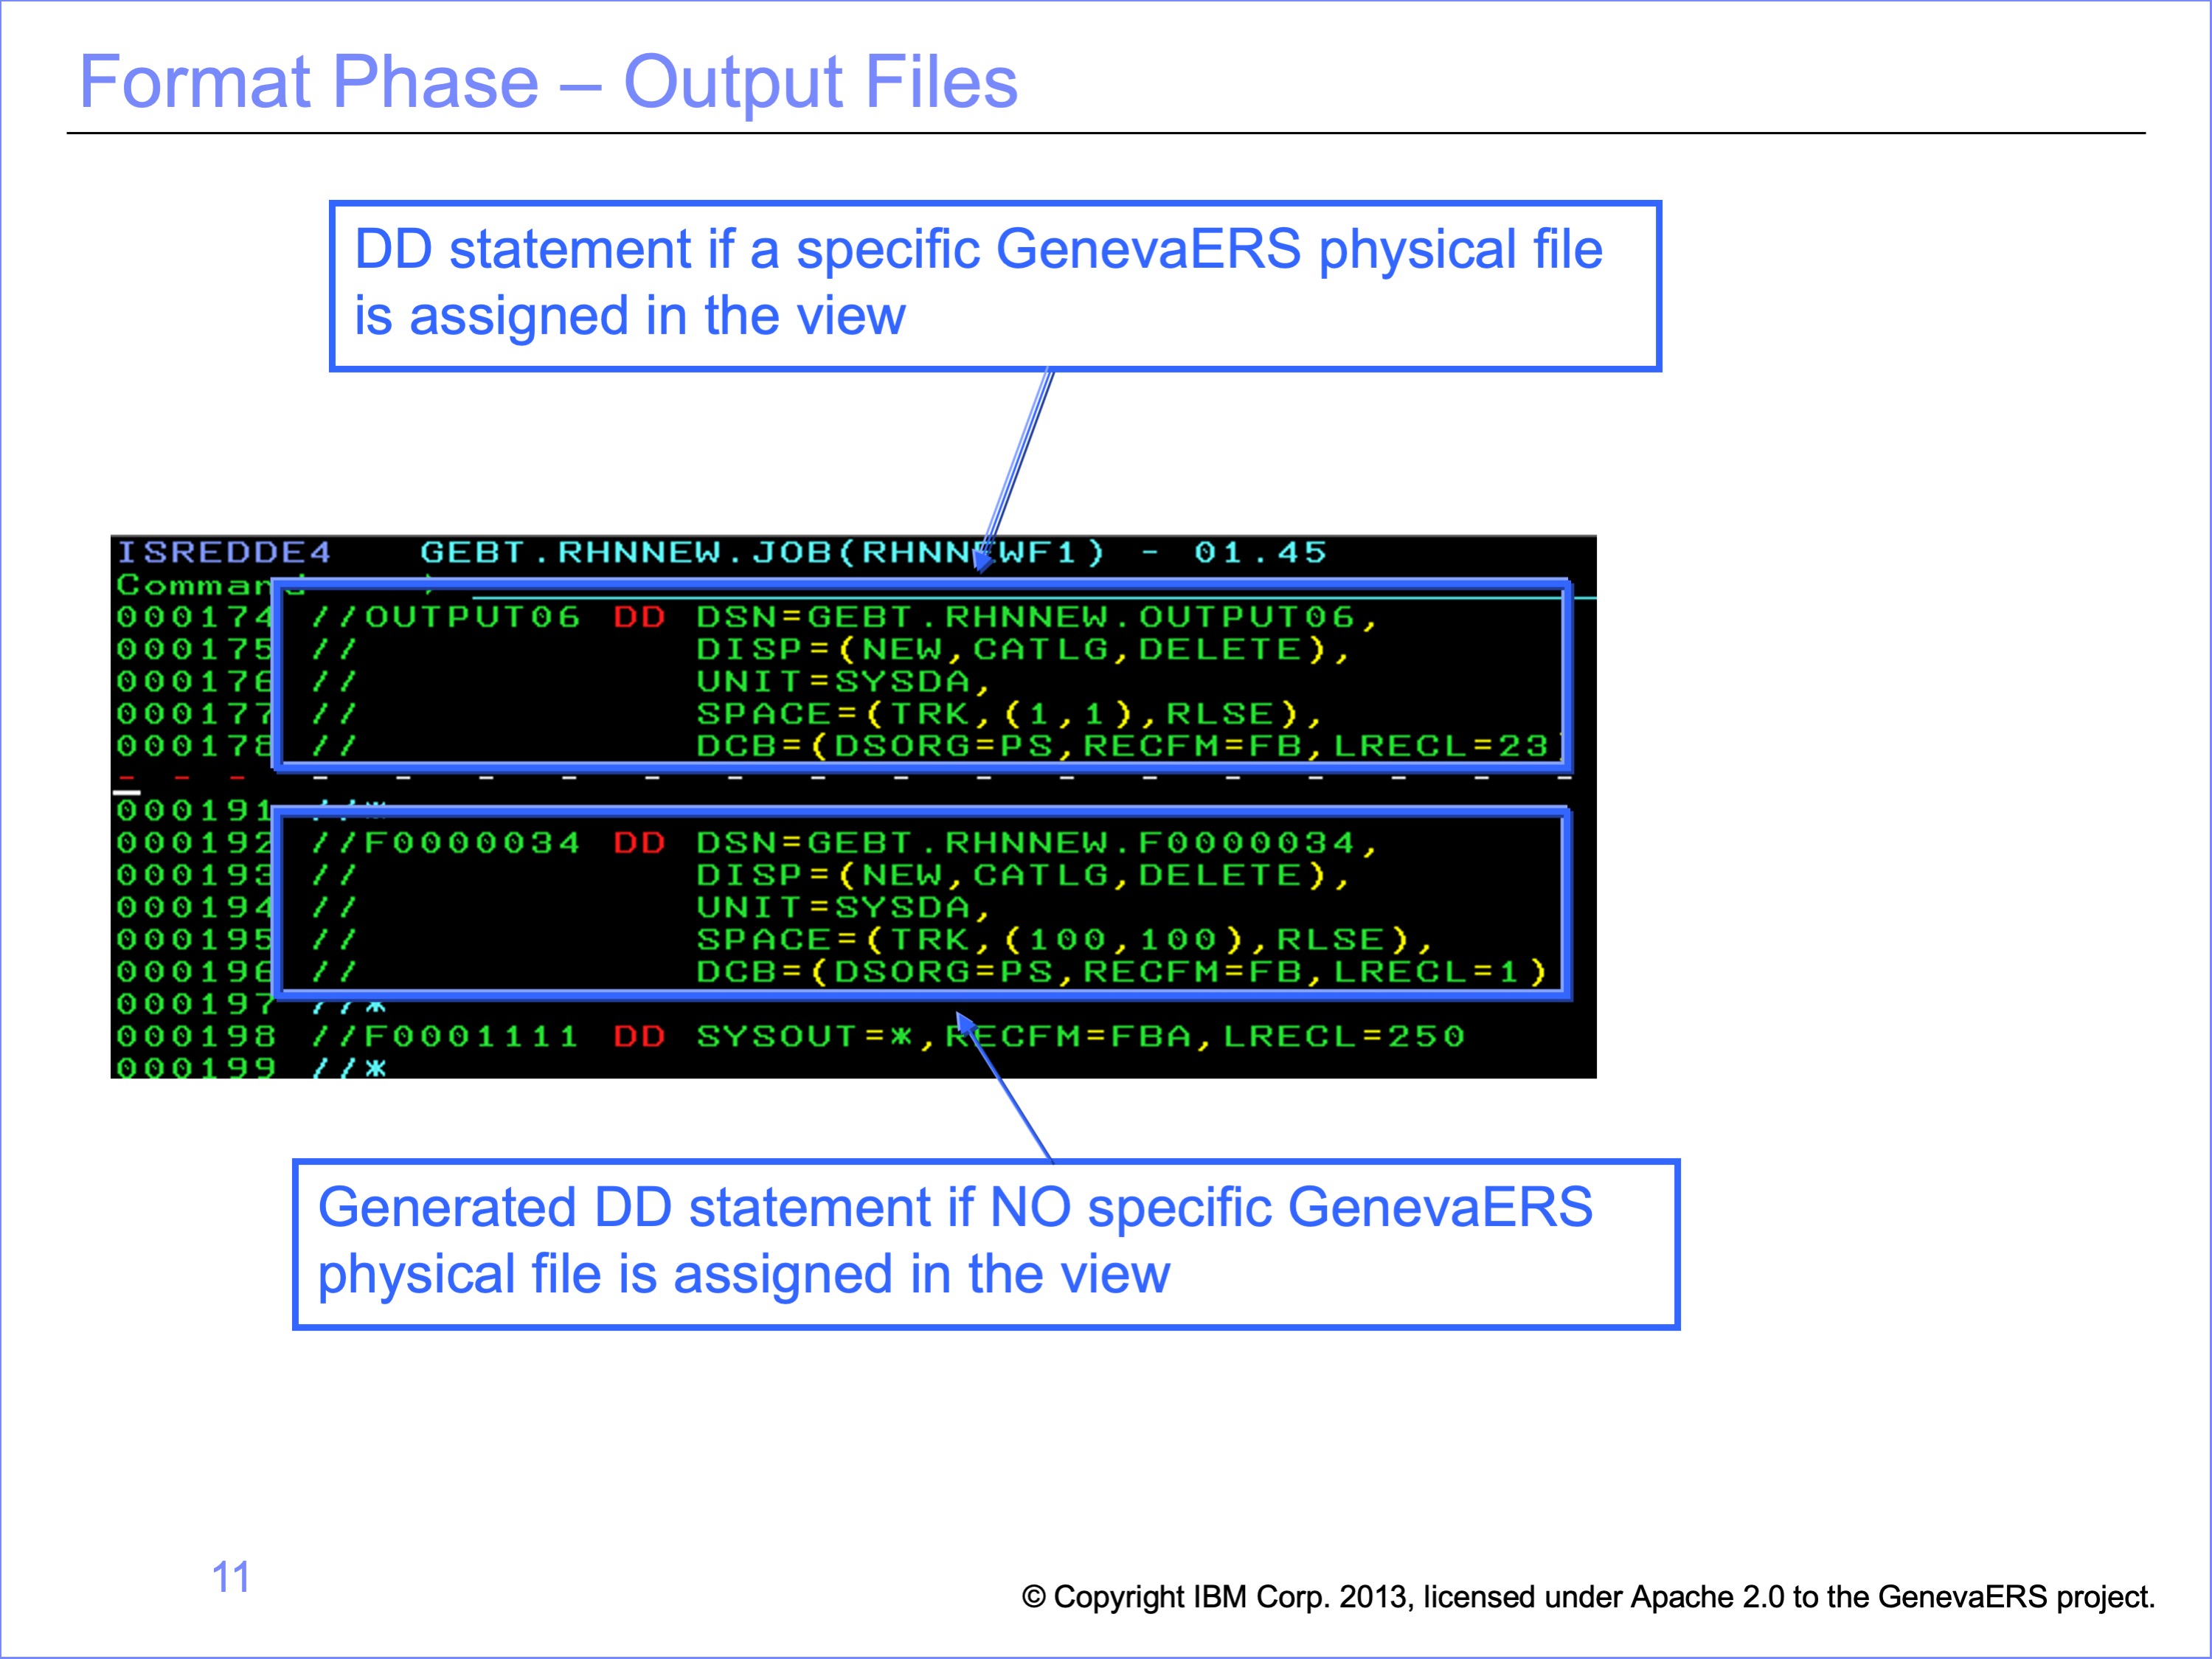 Format Phase – Output Files
DD statement if a specific GenevaERS physical file
is assigned in the view
ISREDDE4 GEBT.RHNNEW.JOB(RHNNEWF1) - 01.45
Command
000174 //OUTPUT06 DD DSN=GEBT.RHNNEW.OUTPUT06,
000175 // DISP=(NEW,CATLG,DELETE),
000176 // UNIT=SYSDA,
000177 // SPACE=(TRK,(1,1),RLSE),
000178 // DCB=(DSORG=PS,RECFM=FB,LRECL=23
- - - - - - - - - - - - - - - - - - -
000191 //*
000192 //F0000034 DD DSN=GEBT.RHNNEW.F0000034,
000193 // DISP=(NEW,CATLG,DELETE),
000194 // UNIT=SYSDA,
000195 // SPACE=(TRK,(100,100),RLSE),
000196 // DCB=(DSORG=PS,RECFM=FB,LRECL=1)
000197 //*
000198 //F0001111 DD SYSOUT=*,RECFM=FBA,LRECL=250
000199 //*
Generated DD statement if NO specific GenevaERS
physical file is assigned in the view
11
© Copyright IBM Corp. 2013, licensed under Apache 2.0 to the GenevaERS project.